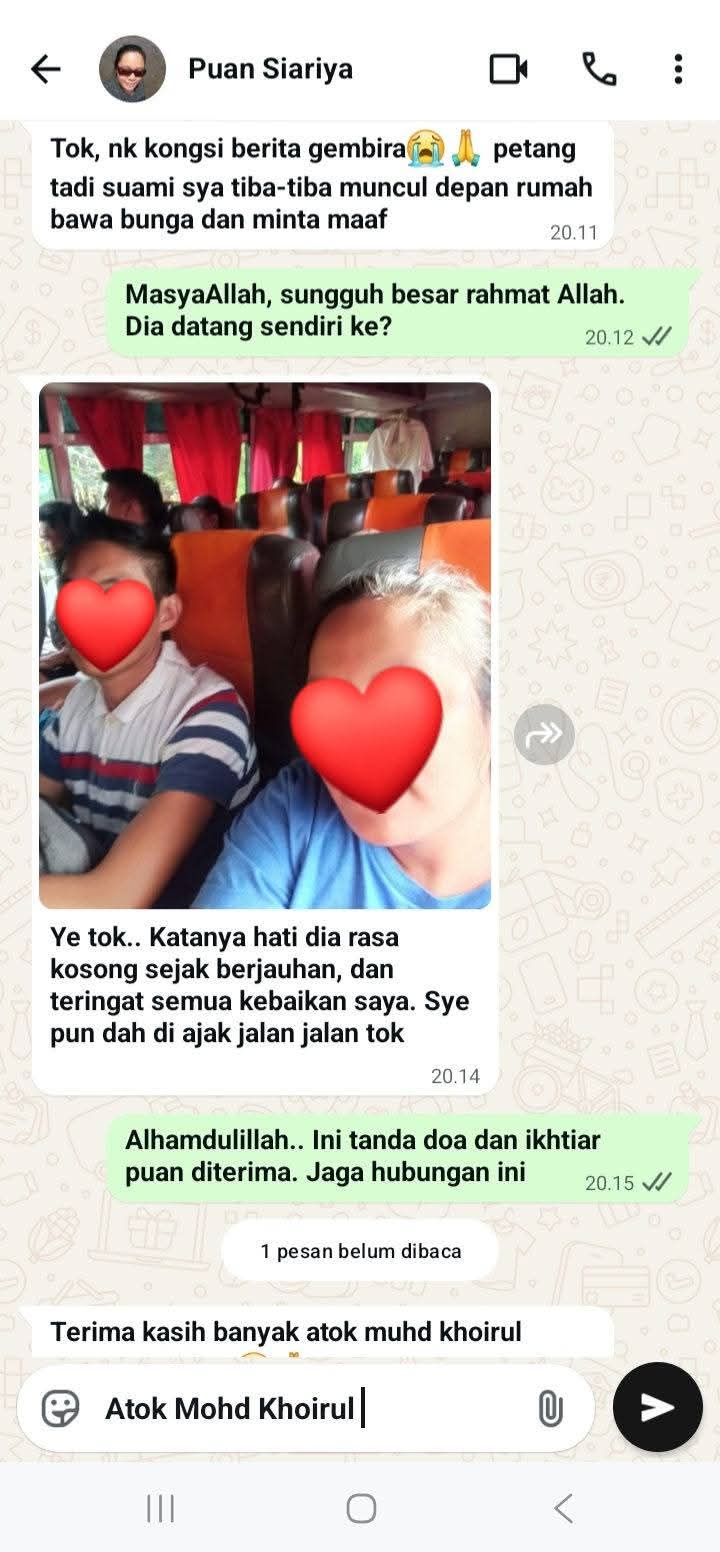 Puan Siariya
Tok, nk kongsi berita gembira😭🙏 petang
tadi suami sya tiba-tiba muncul depan rumah
bawa bunga dan minta maaf
20.11
MasyaAllah, sungguh besar rahmat Allah.
Dia datang sendiri ke?
20.12
Ye tok.. Katanya hati dia rasa
kosong sejak berjauhan, dan
teringat semua kebaikan saya. Sye
pun dah di ajak jalan jalan tok
20.14
Alhamdulillah.. Ini tanda doa dan ikhtiar
puan diterima. Jaga hubungan ini
20.15
1 pesan belum dibaca
Terima kasih banyak atok muhd khoirul
Atok Mohd Khoirul